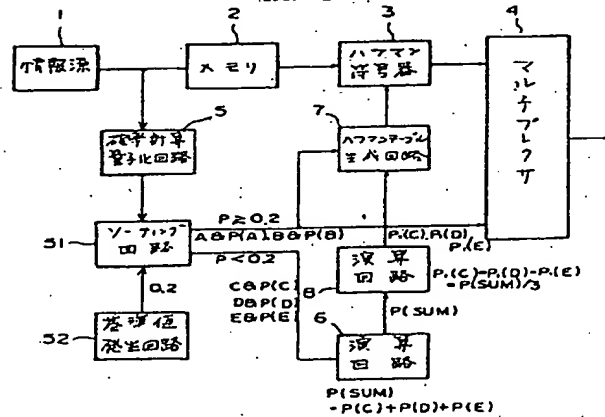 1
情報源
2
メモリ
3
ハフマン
符号器
4
マルチプレクサ
5
確率計算
量子化回路
7
ハフマンテーブル
生成回路
51
ソーティング
回路
P≥0.2
A&P(A),B&P(B)
P<0.2
P.(C),P.(D)
P.(E)
0.2
C&P(C)
D&P(D)
E&P(E)
8
演算
回路
P.(C)=P.(D)=P.(E)
=P(SUM)/3
P(SUM)
52
基準値
発生回路
6
演算
回路
P(SUM)
=P(C)+P(D)+P(E)